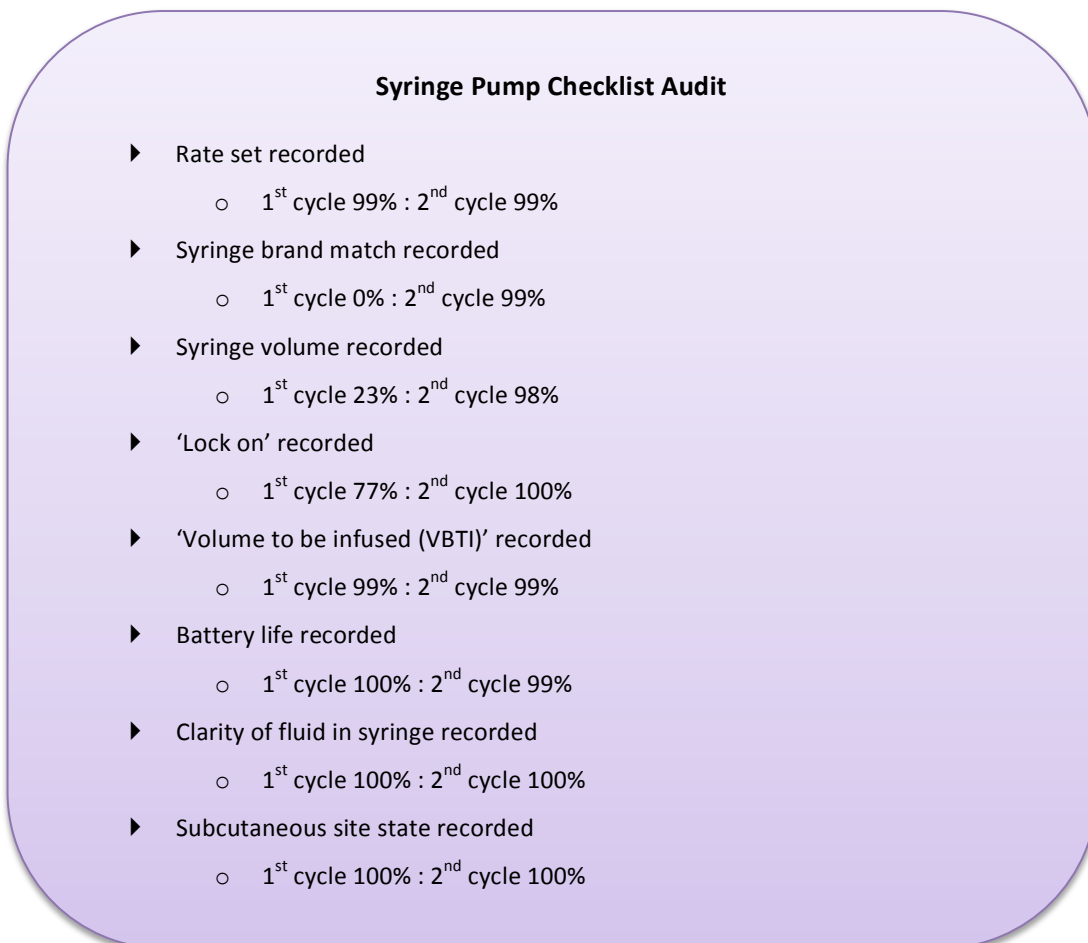 Syringe Pump Checklist Audit
▶ Rate set recorded
o 1st cycle 99% : 2nd cycle 99%
▶ Syringe brand match recorded
o 1st cycle 0% : 2nd cycle 99%
▶ Syringe volume recorded
o 1st cycle 23% : 2nd cycle 98%
▶ ‘Lock on’ recorded
o 1st cycle 77% : 2nd cycle 100%
▶ ‘Volume to be infused (VBTI)’ recorded
o 1st cycle 99% : 2nd cycle 99%
▶ Battery life recorded
o 1st cycle 100% : 2nd cycle 99%
▶ Clarity of fluid in syringe recorded
o 1st cycle 100% : 2nd cycle 100%
▶ Subcutaneous site state recorded
o 1st cycle 100% : 2nd cycle 100%